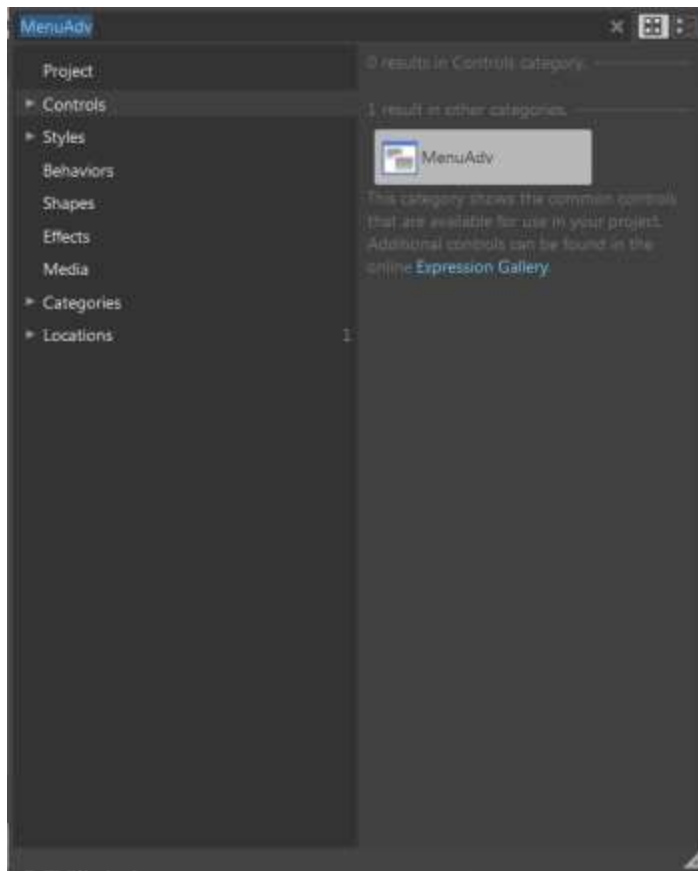 MenuAdv
Project
Controls
Styles
Behaviors
Shapes
Effects
Media
Categories
Locations 1
0 results in Controls category.
1 result in other categories.
MenuAdv
This category shows the common controls
that are available for use in your project.
Additional controls can be found in the
online Expression Gallery.